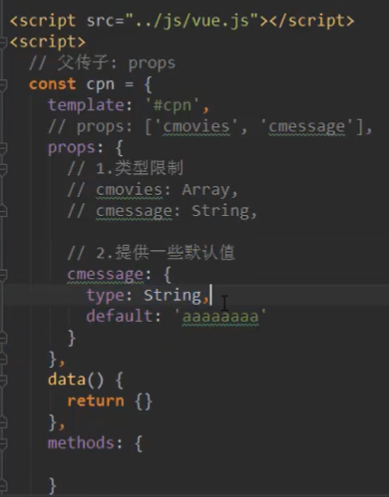 <script src="../js/vue.js"></script>
<script>
// 父传子: props
const cpn = {
template: '#cpn',
// props: ['cmovies', 'cmessage'],
props: {
// 1.类型限制
// cmovies: Array,
// cmessage: String,
// 2.提供一些默认值
cmessage: {
type: String,
default: 'aaaaaaaa'
}
},
data() {
return {}
},
methods: {
}